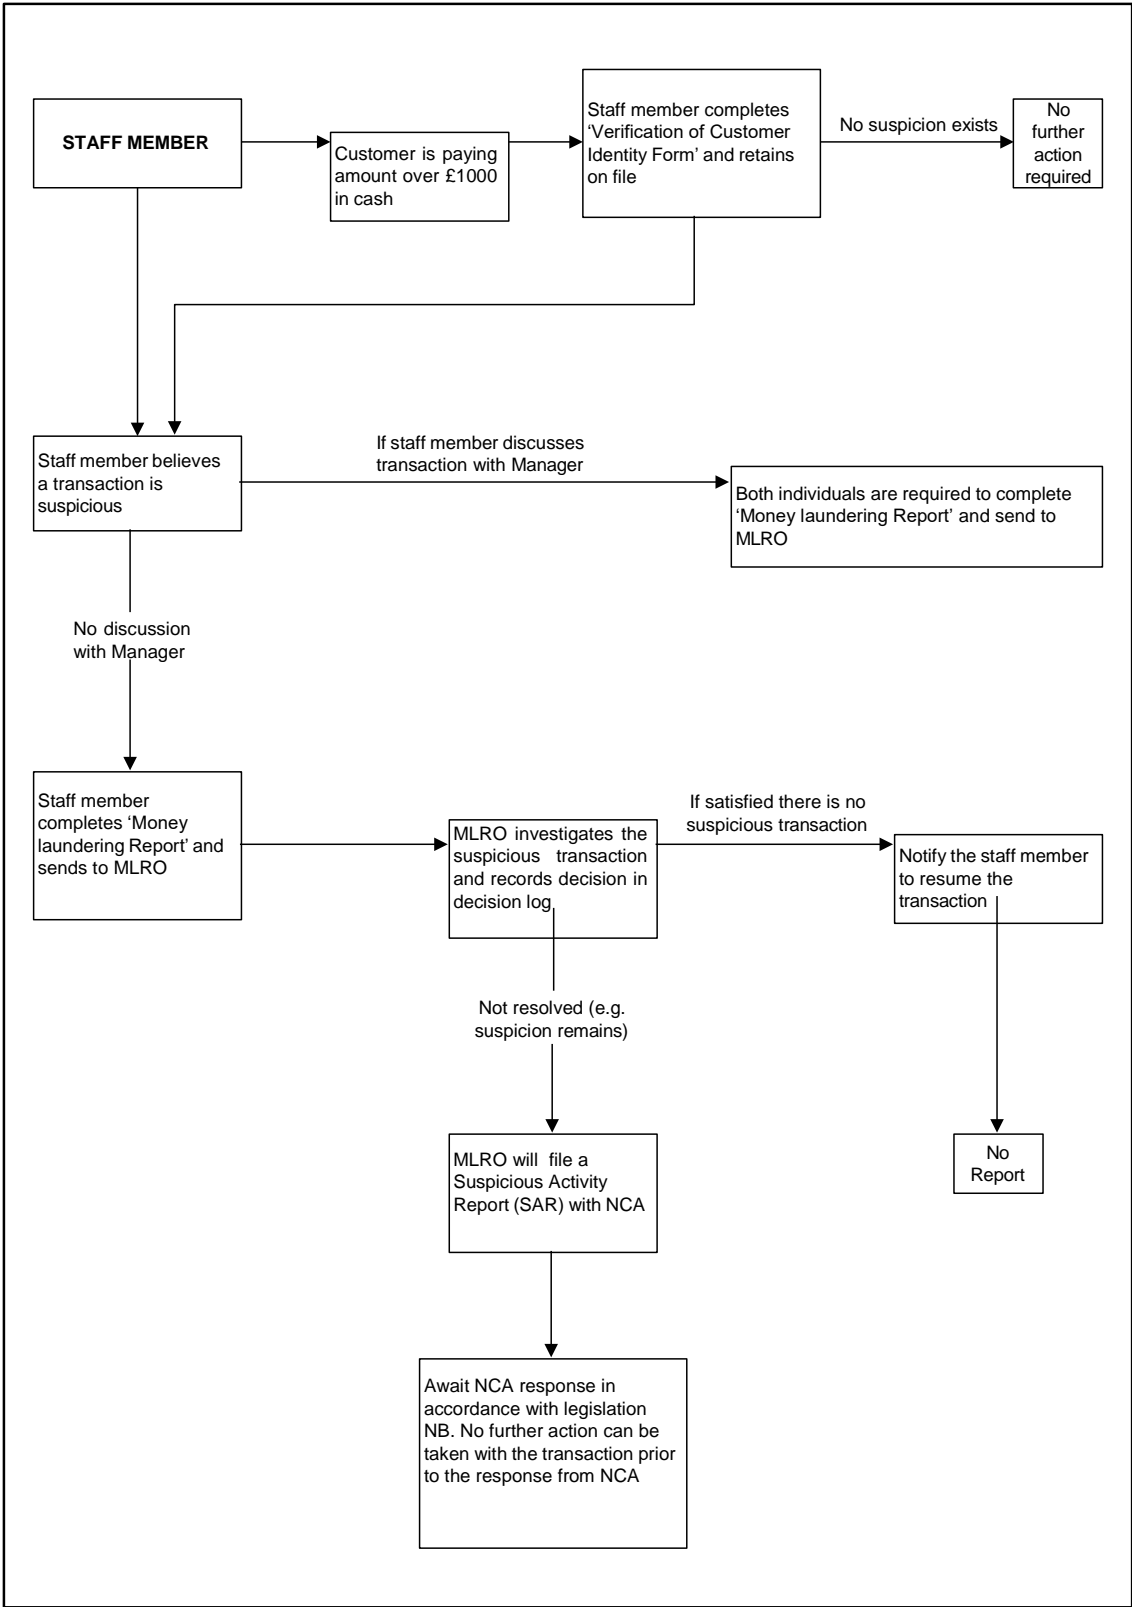 STAFF MEMBER
Customer is paying
amount over £1000
in cash
Staff member completes
‘Verification of Customer
Identity Form’ and retains
on file
No suspicion exists
No
further
action
required
Staff member believes
a transaction is
suspicious
If staff member discusses
transaction with Manager
Both individuals are required to complete
‘Money laundering Report’ and send to
MLRO
No discussion
with Manager
Staff member
completes ‘Money
laundering Report’ and
sends to MLRO
MLRO investigates the
suspicious transaction
and records decision in
decision log
If satisfied there is no
suspicious transaction
Notify the staff member
to resume the
transaction
Not resolved (e.g.
suspicion remains)
MLRO will file a
Suspicious Activity
Report (SAR) with NCA
No
Report
Await NCA response in
accordance with legislation
NB. No further action can be
taken with the transaction prior
to the response from NCA